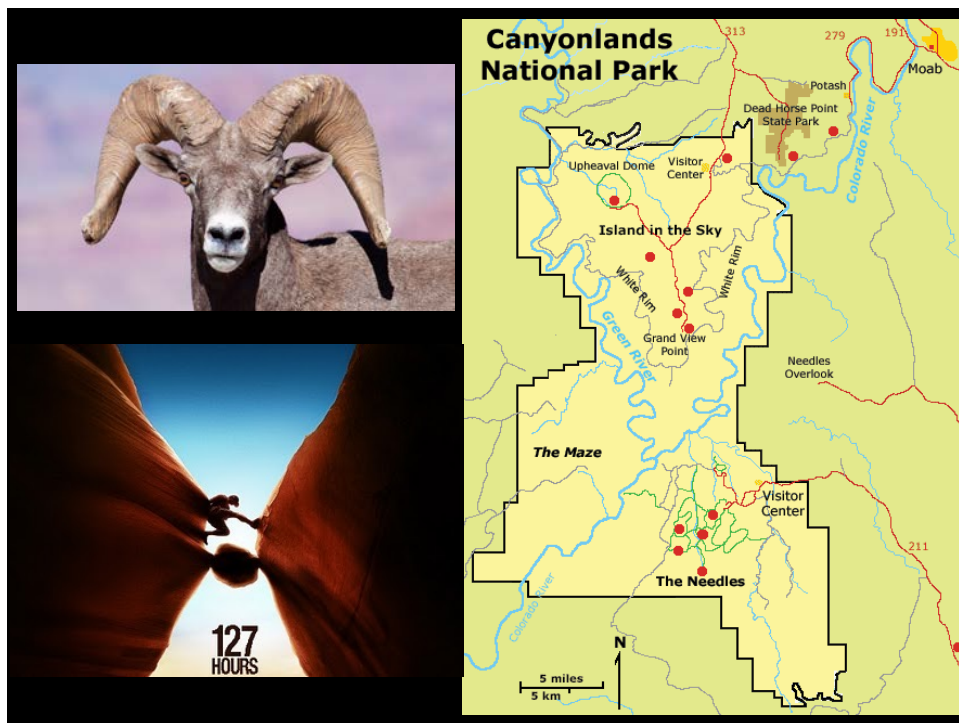 Canyonlands
National Park
313
279
191
Moab
Potash
Dead Horse Point
State Park
Colorado River
Upheaval Dome
Visitor
Center
Island in the Sky
White Rim
White Rim
Green River
Grand View
Point
Needles
Overlook
The Maze
Visitor
Center
211
The Needles
Colorado River
N
5 miles
5 km
127
HOURS